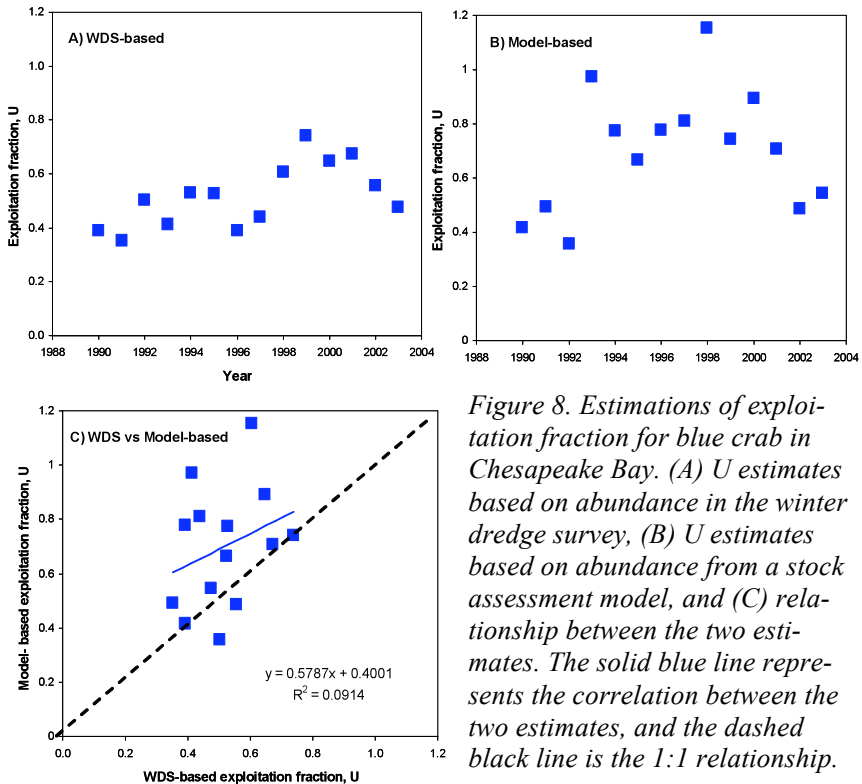 A) WDS-based
Exploitation fraction, U
1.2
1.0
0.8
0.6
0.4
0.2
0.0
1988 1990 1992 1994 1996 1998 2000 2002 2004
Year
B) Model-based
Exploitation fraction, U
1.2
1
0.8
0.6
0.4
0.2
0
1988 1990 1992 1994 1996 1998 2000 2002 2004
C) WDS vs Model-based
Model- based exploitation fraction, U
1.2
1
0.8
0.6
0.4
0.2
0
y = 0.5787x + 0.4001
R² = 0.0914
0.0 0.2 0.4 0.6 0.8 1.0 1.2
WDS-based exploitation fraction, U
Figure 8. Estimations of exploi-
tation fraction for blue crab in
Chesapeake Bay. (A) U estimates
based on abundance in the winter
dredge survey, (B) U estimates
based on abundance from a stock
assessment model, and (C) rela-
tionship between the two esti-
mates. The solid blue line repre-
sents the correlation between the
two estimates, and the dashed
black line is the 1:1 relationship.